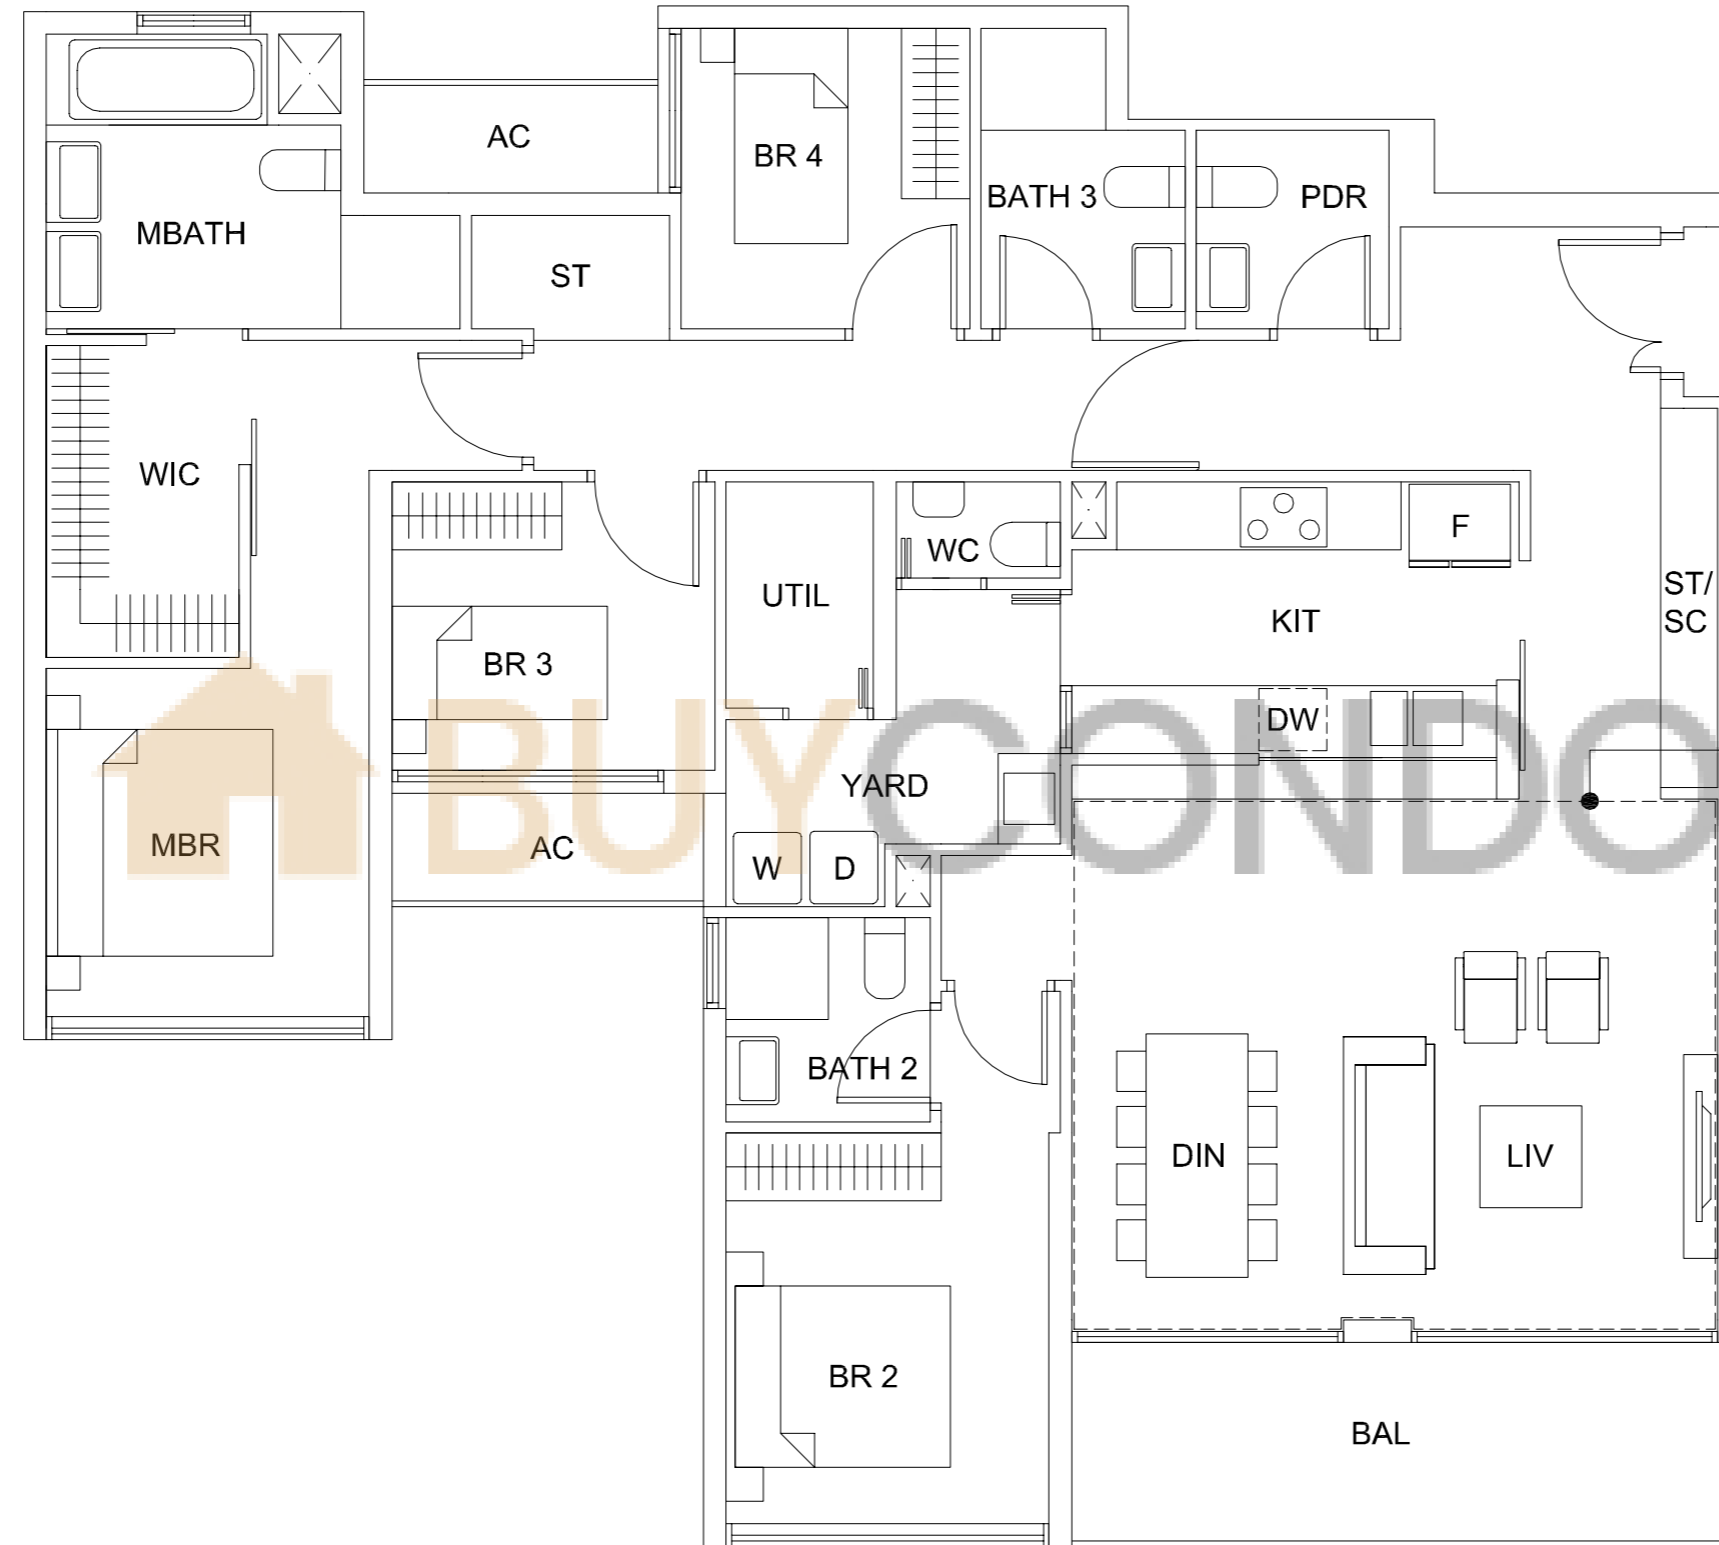 AC
BR 4
BATH 3
PDR
MBATH
ST
WIC
F
WC
UTIL
ST/
SC
KIT
BR 3
DW
BUYCONDO
YARD
MBR
AC
W
D
BATH 2
DIN
LIV
BR 2
BAL